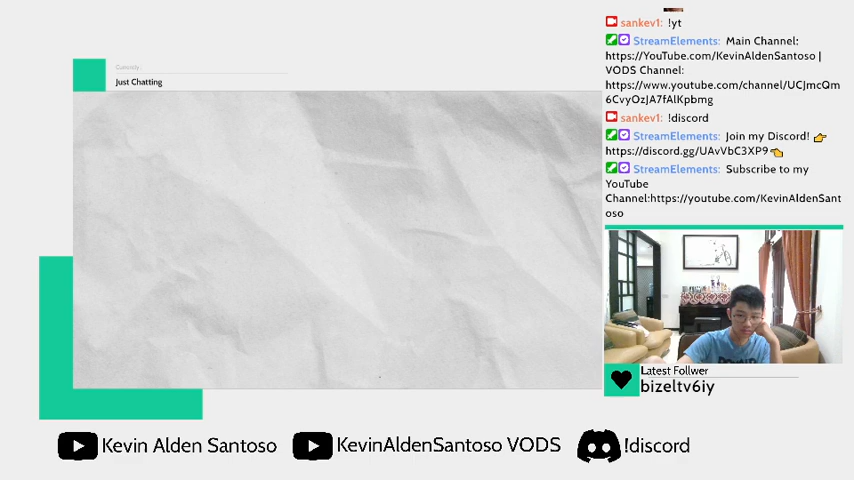 Currently..
Just Chatting
sankev1: !yt
StreamElements: Main Channel:
https://YouTube.com/KevinAldenSantoso |
VODS Channel:
https://www.youtube.com/channel/UCJmcQm
6CvyOzJA7fAlKpbmg
sankev1: !discord
StreamElements: Join my Discord! 👉
https://discord.gg/UAvVbC3XP9👈
StreamElements: Subscribe to my
YouTube
Channel:https://youtube.com/KevinAldenSant
oso
Latest Follwer
bizeltv6iy
Kevin Alden Santoso
KevinAldenSantoso VODS
!discord